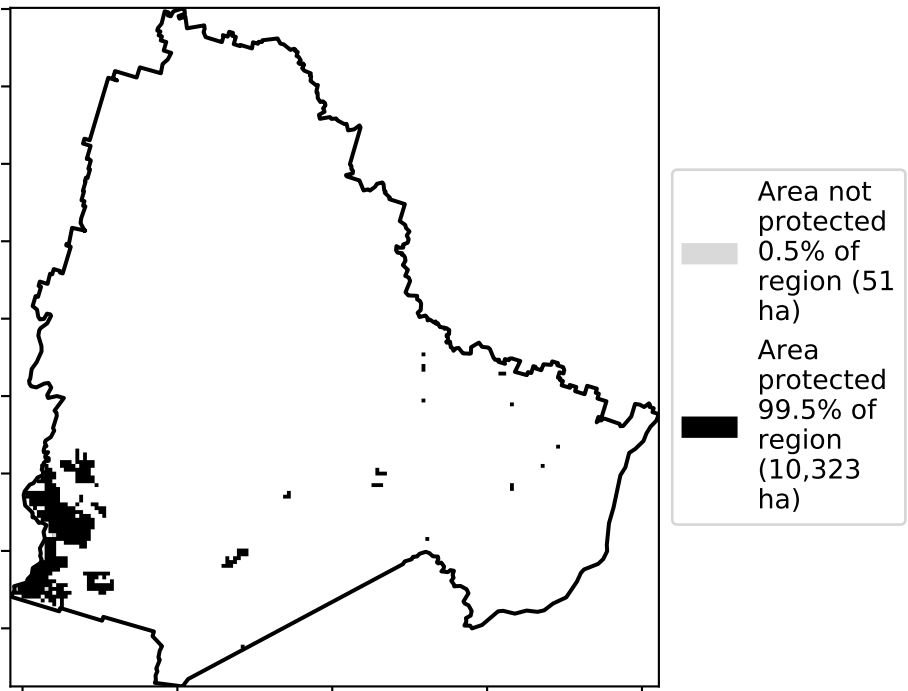 Area not
protected
0.5% of
region (51
ha)
Area
protected
99.5% of
region
(10,323
ha)